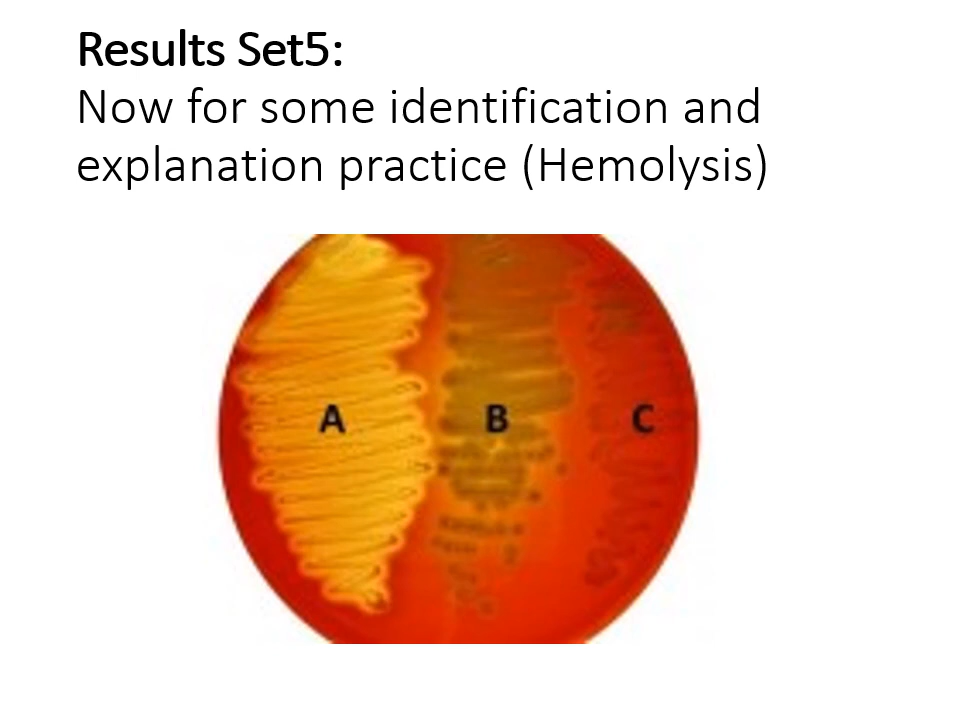 Results Set5:
Now for some identification and
explanation practice (Hemolysis)
A
B
C